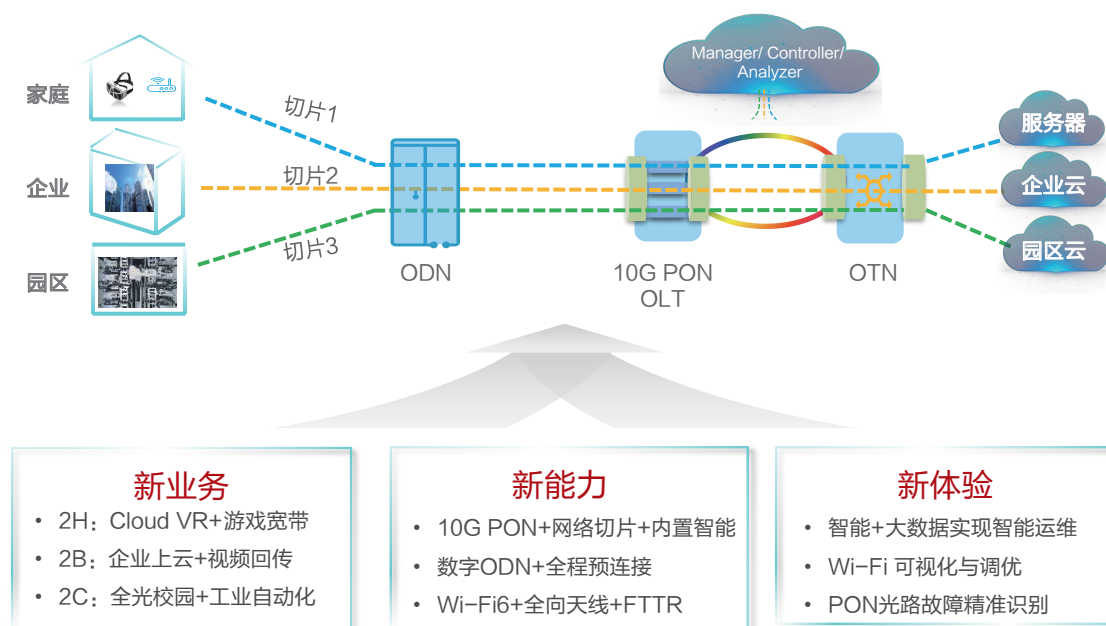 Manager/ Controller/
Analyzer
家庭
切片1
服务器
企业
切片2
企业云
园区
切片3
园区云
ODN
10G PON
OLT
OTN
新业务
• 2H：Cloud VR+游戏宽带
• 2B：企业上云+视频回传
• 2C：全光校园+工业自动化
新能力
• 10G PON+网络切片+内置智能
• 数字ODN+全程预连接
• Wi-Fi6+全向天线+FTTR
新体验
• 智能+大数据实现智能运维
• Wi-Fi 可视化与调优
• PON光路故障精准识别